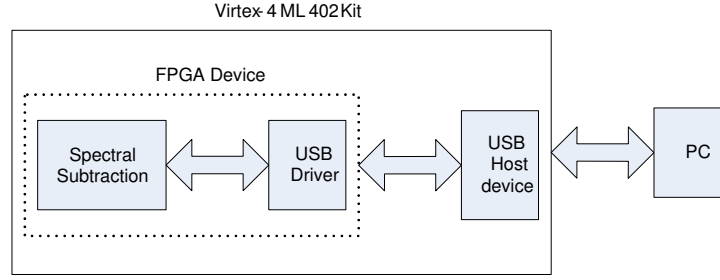 Virtex-4 ML 402 Kit
FPGA Device
Spectral
Subtraction
USB
Driver
USB
Host
device
PC